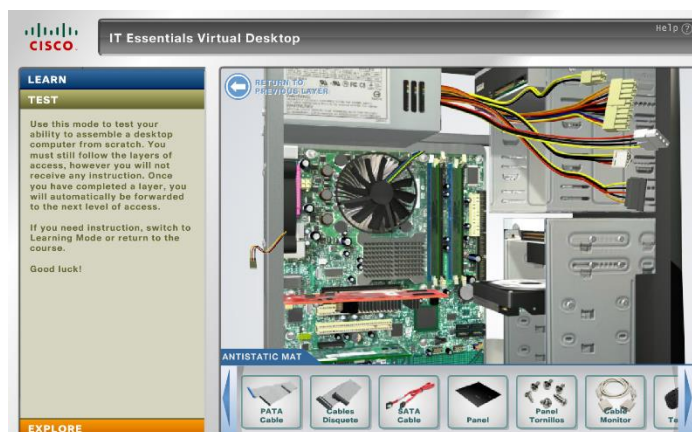 CISCO
IT Essentials Virtual Desktop
Help ?
LEARN
TEST
Use this mode to test your
ability to assemble a desktop
computer from scratch. You
must still follow the layers of
access, however you will not
receive any instruction. Once
you have completed a layer, you
will automatically be forwarded
to the next level of access.
If you need instruction, switch to
Learning Mode or return to the
course.
Good luck!
EXPLORE
RETURN TO
PREVIOUS LAYER
ANTISTATIC MAT
PATA
Cable
Cables
Disquete
SATA
Cable
Panel
Panel
Tornillos
Cable
Monitor
Te